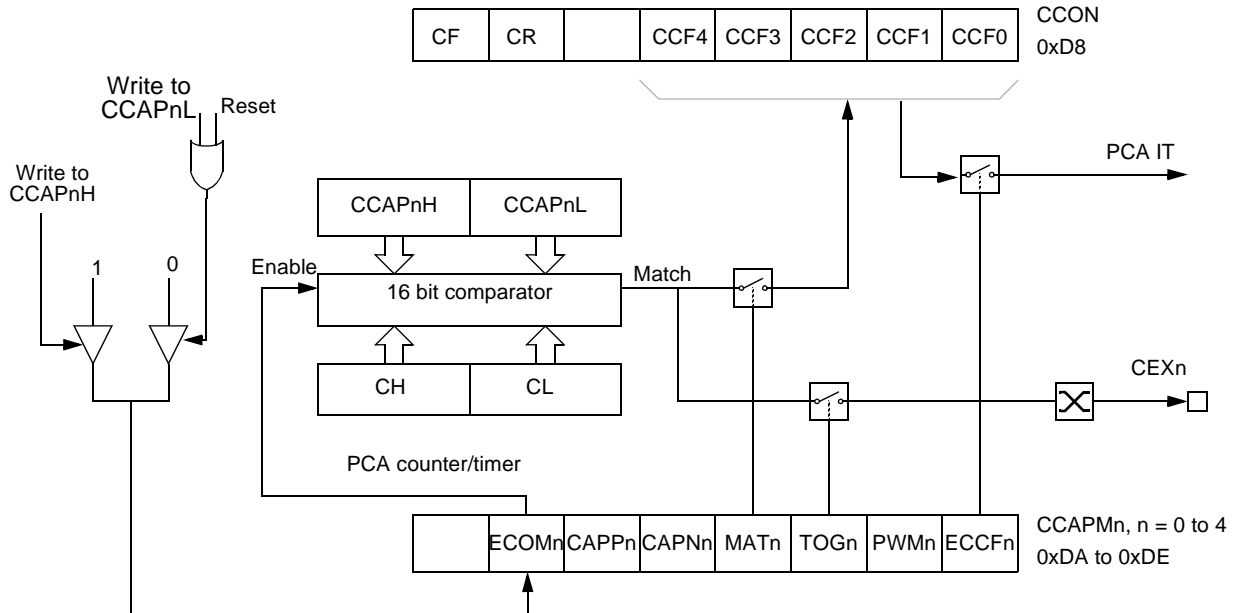 CF CR CCF4 CCF3 CCF2 CCF1 CCF0
CCON
0xD8
Write to
CCAPnL
Reset
Write to
CCAPnH
PCA IT
CCAPnH CCAPnL
1
0
Enable
16 bit comparator
Match
CH CL
CEXn
PCA counter/timer
ECOMn CAPPn CAPNn MATn TOGn PWMn ECCFn
CCAPMn, n = 0 to 4
0xDA to 0xDE